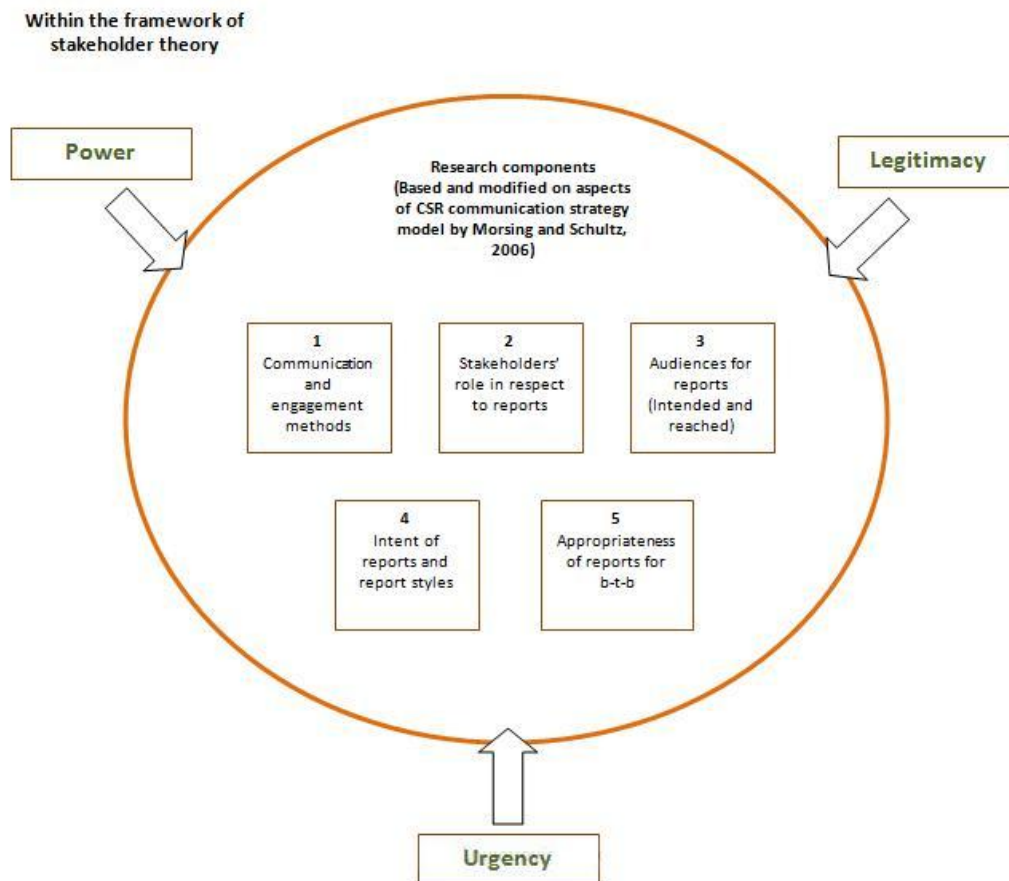 Within the framework of
stakeholder theory
Power
Legitimacy
Research components
(Based and modified on aspects
of CSR communication strategy
model by Morsing and Schultz,
2006)
1
Communication
and
engagement
methods
2
Stakeholders’
role in respect
to reports
3
Audiences for
reports
(Intended and
reached)
4
Intent of
reports and
report styles
5
Appropriateness
of reports for
b-t-b
Urgency